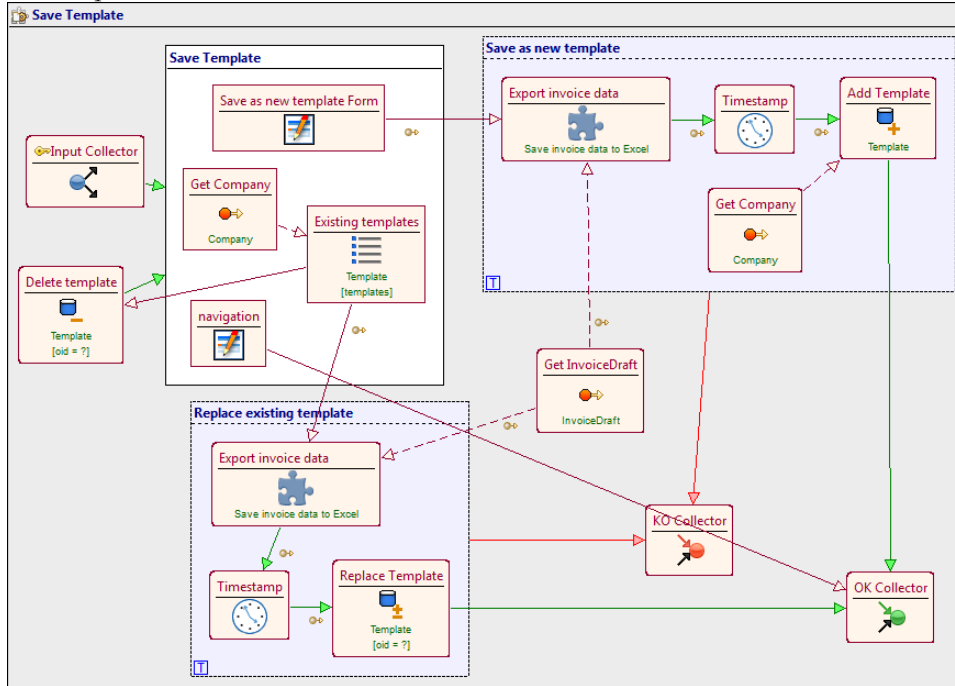 Save Template
Save Template
Save as new template Form
Input Collector
Get Company
Company
Existing templates
Template
[templates]
Delete template
Template
[oid = ?]
navigation
Save as new template
Export invoice data
Save invoice data to Excel
Timestamp
Add Template
Template
Get Company
Company
T
Get InvoiceDraft
InvoiceDraft
Replace existing template
Export invoice data
Save invoice data to Excel
Timestamp
Replace Template
Template
[oid = ?]
T
KO Collector
OK Collector